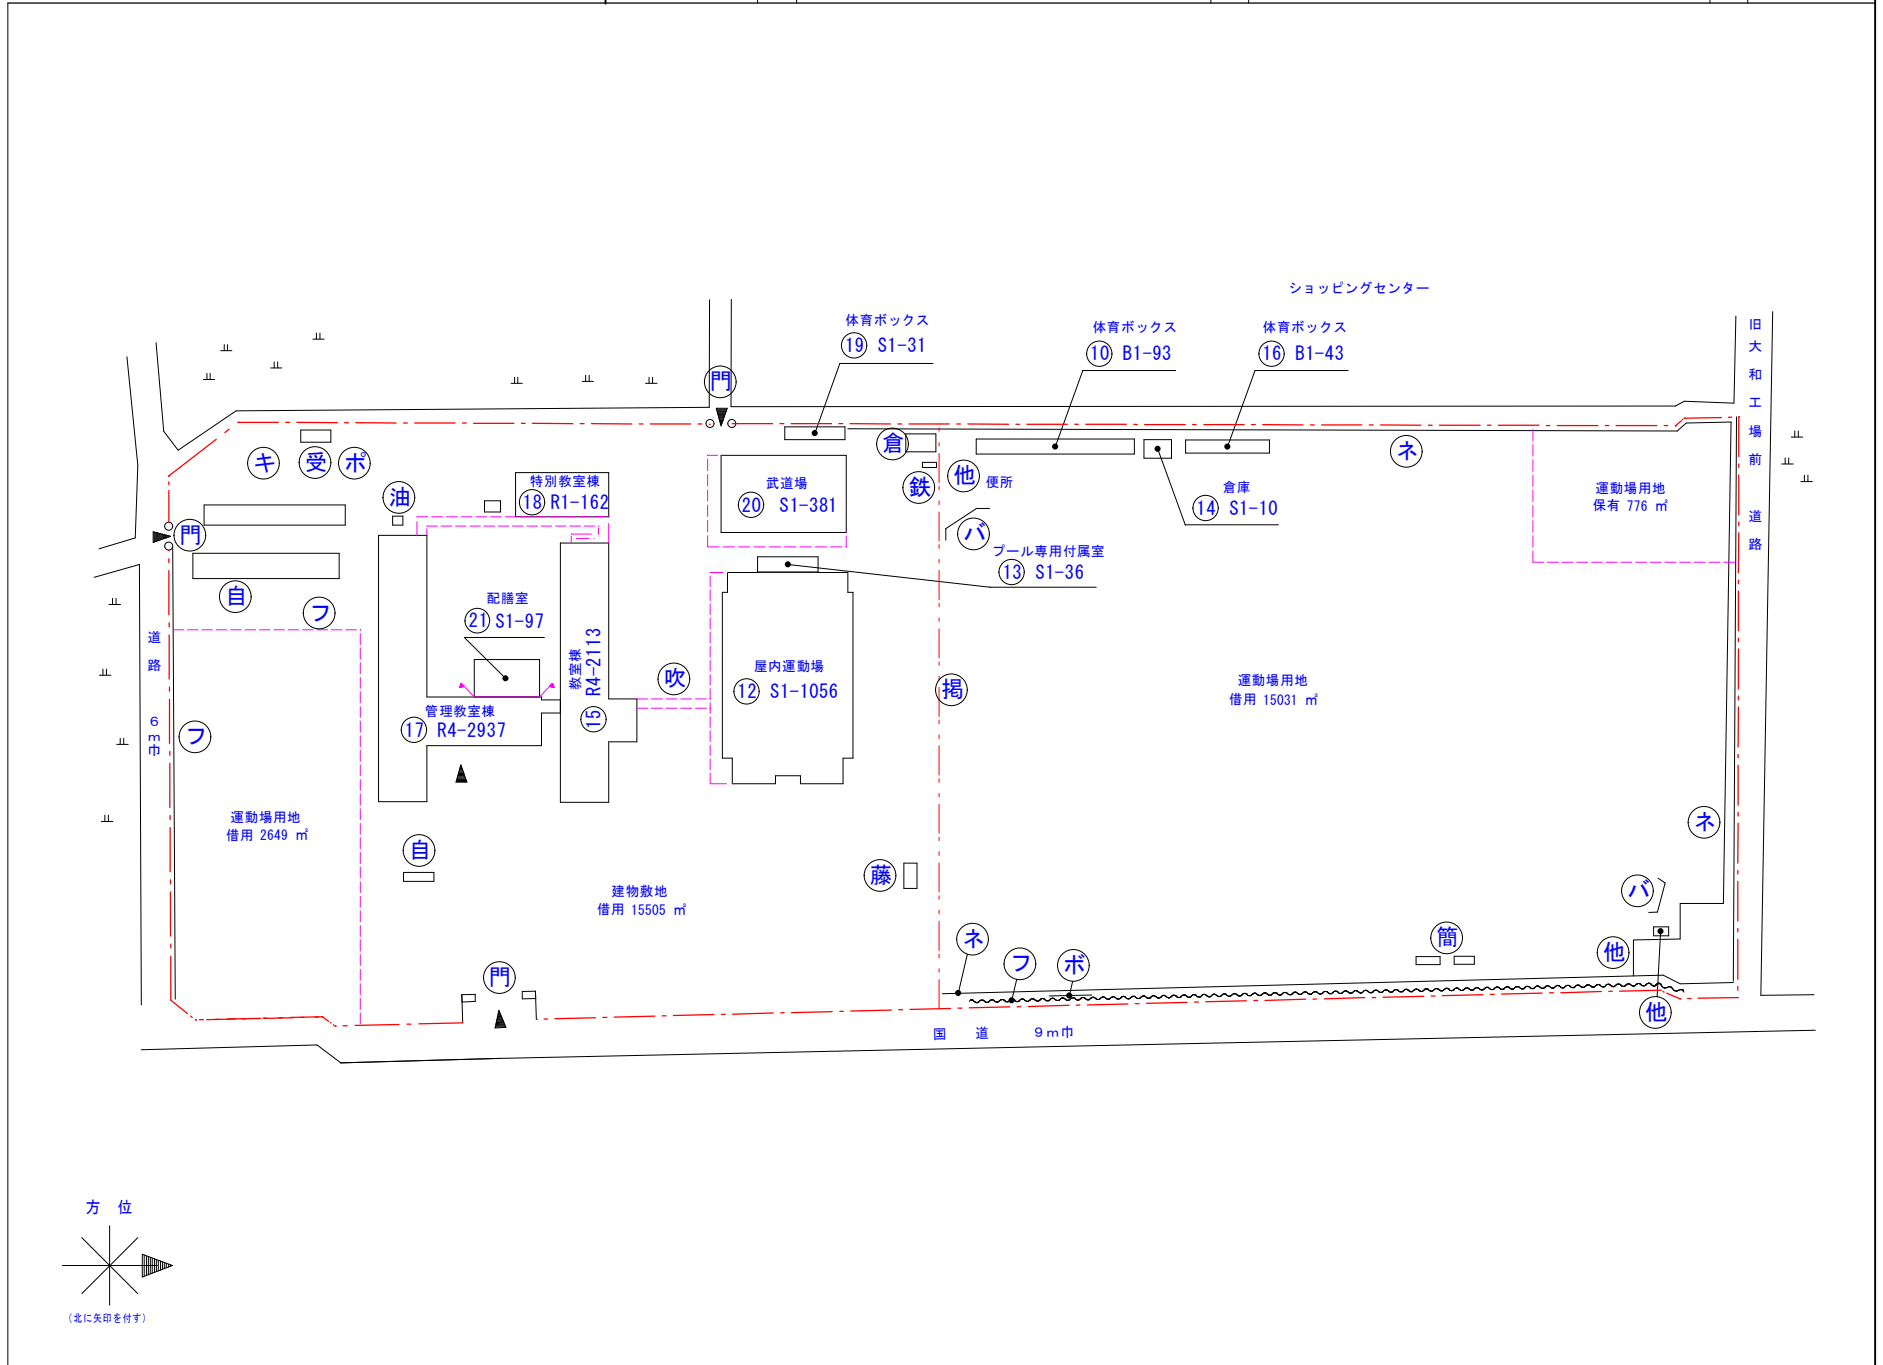 ショッピングセンター
体育ボックス
19 S1-31
体育ボックス
10 B1-93
体育ボックス
16 B1-43
旧大和工場前 道路
門
キ
受
ポ
油
門
自
フ
特別教室棟
18 R1-162
武道場
20 S1-381
倉
鉄
他 便所
バ
倉庫
14 S1-10
ネ
運動場用地
保有 776 ㎡
プール専用付属室
13 S1-36
配膳室
21 S1-97
教室棟
15 R4-2113
管理教室棟
17 R4-2937
吹
屋内運動場
12 S1-1056
掲
運動場用地
借用 15031 ㎡
道路 6m巾
フ
運動場用地
借用 2649 ㎡
自
建物敷地
借用 15505 ㎡
藤
門
ネ
フ
ボ
簡
他
バ
ネ
他
国 道 9m巾
方 位
(北に矢印を付す)